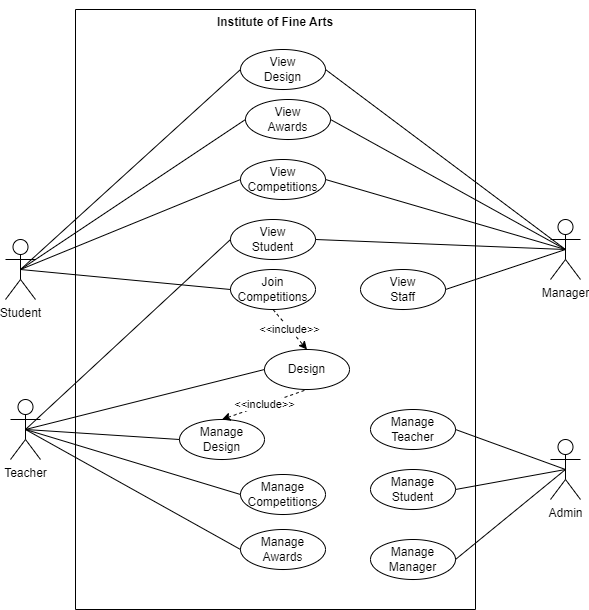 Institute of Fine Arts
View
Design
View
Awards
View
Competitions
View
Student
Join
Competitions
View
Staff
Student
Manager
<<include>>
Design
<<include>>
Manage
Design
Manage
Teacher
Teacher
Manage
Student
Manage
Competitions
Admin
Manage
Awards
Manage
Manager